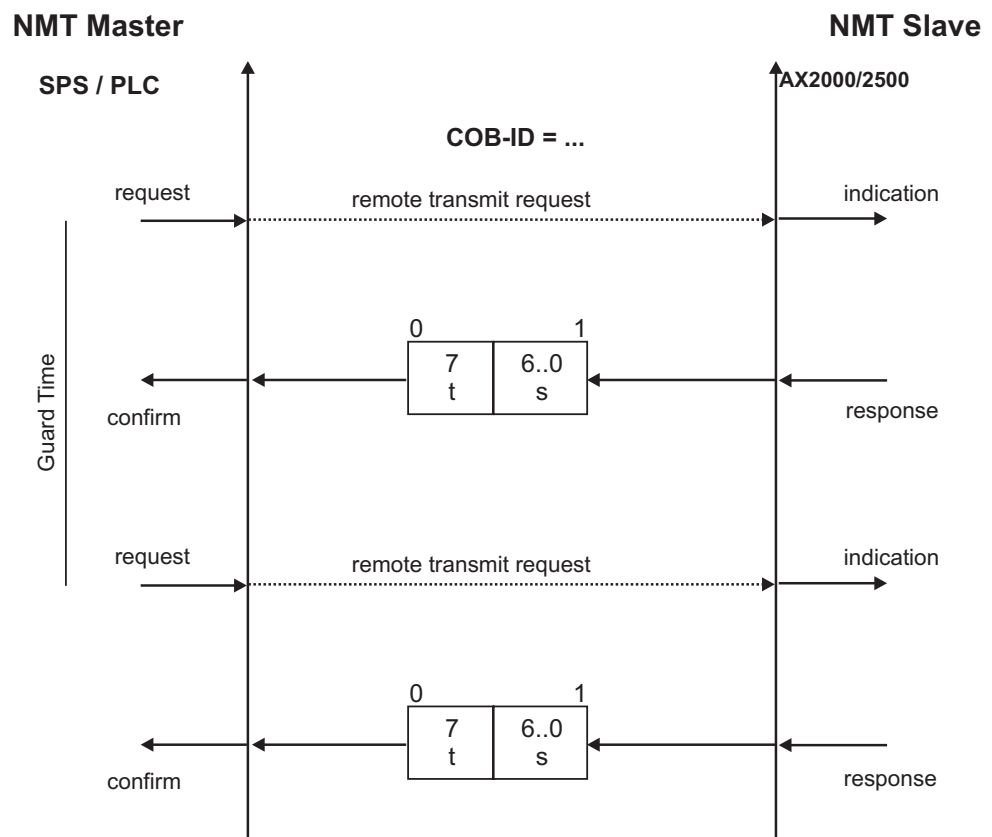 NMT Master
NMT Slave
SPS / PLC
AX2000/2500
COB-ID = ...
request
remote transmit request
indication
0 1
7 6..0
t s
confirm
response
Guard Time
request
remote transmit request
indication
0 1
7 6..0
t s
confirm
response